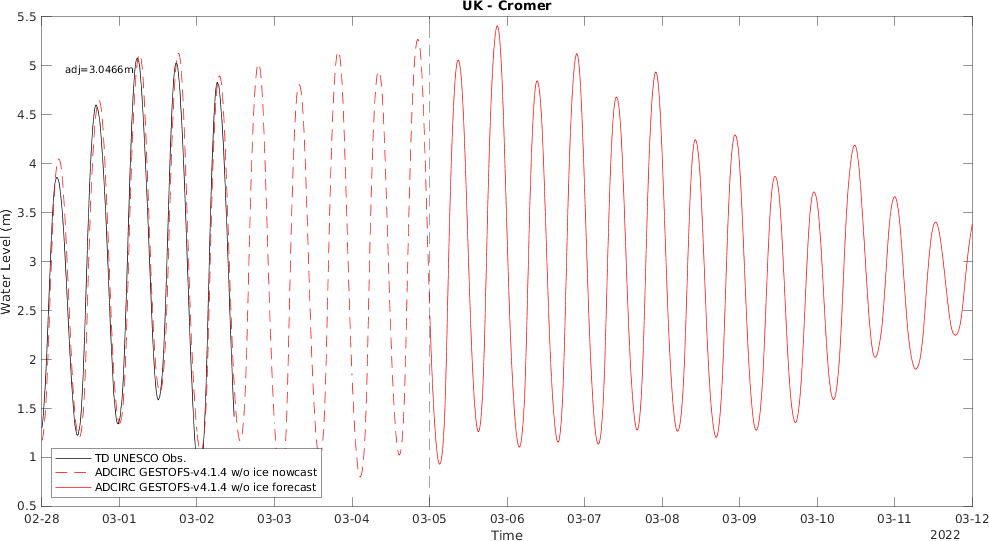 UK - Cromer
5.5
5
4.5
4
3.5
3
2.5
2
1.5
1
0.5
Water Level (m)
adj=3.0466m
TD UNESCO Obs.
ADCIRC GESTOFS-v4.1.4 w/o ice nowcast
ADCIRC GESTOFS-v4.1.4 w/o ice forecast
02-28 03-01 03-02 03-03 03-04 03-05 03-06 03-07 03-08 03-09 03-10 03-11 03-12
Time
2022